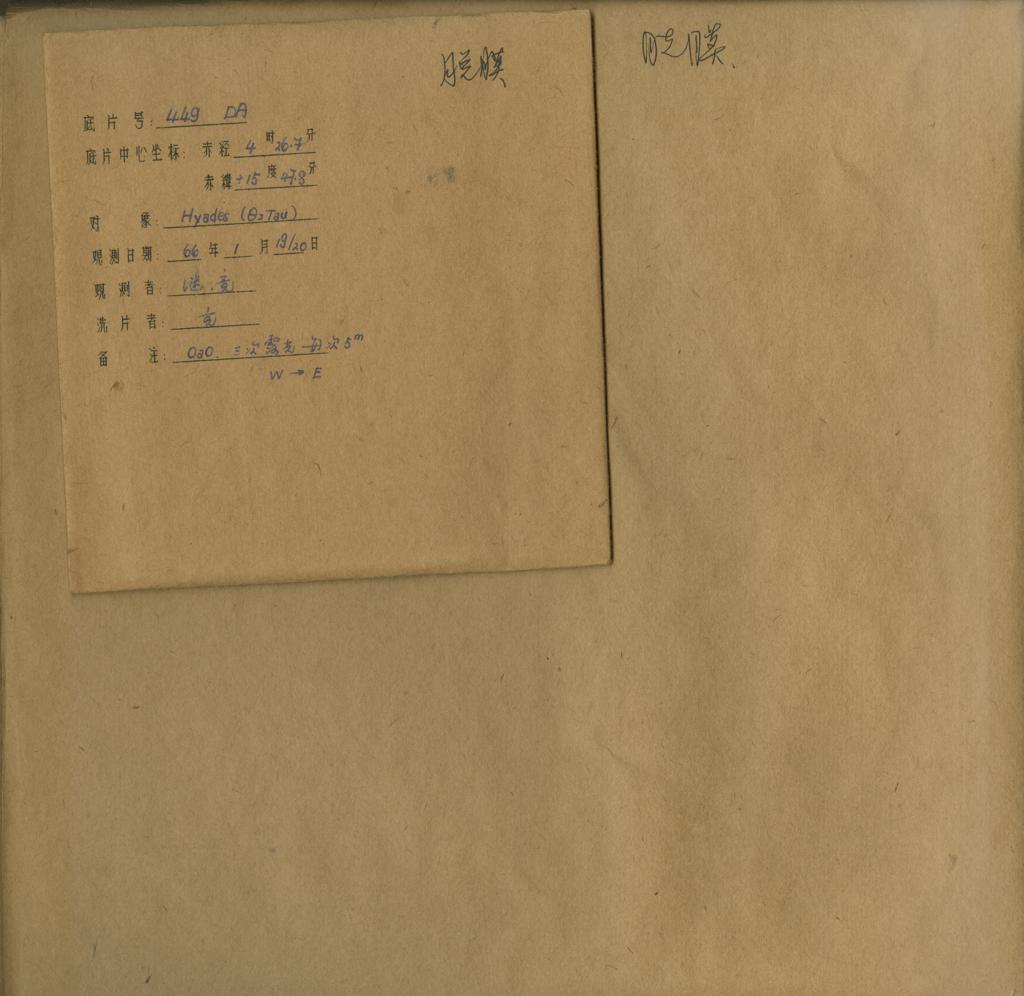 脱膜
脱膜.
底片号: 449 DA
底片中心坐标: 赤经 4 时 26.7 分
赤纬 +15 度 47.8 分
对 象: Hyades (θ2 Tau)
观测日期: 66 年 1 月 19/20 日
观测者:
洗片者: 竞
备 注: OaO. 三次露光 每次 5m
W → E